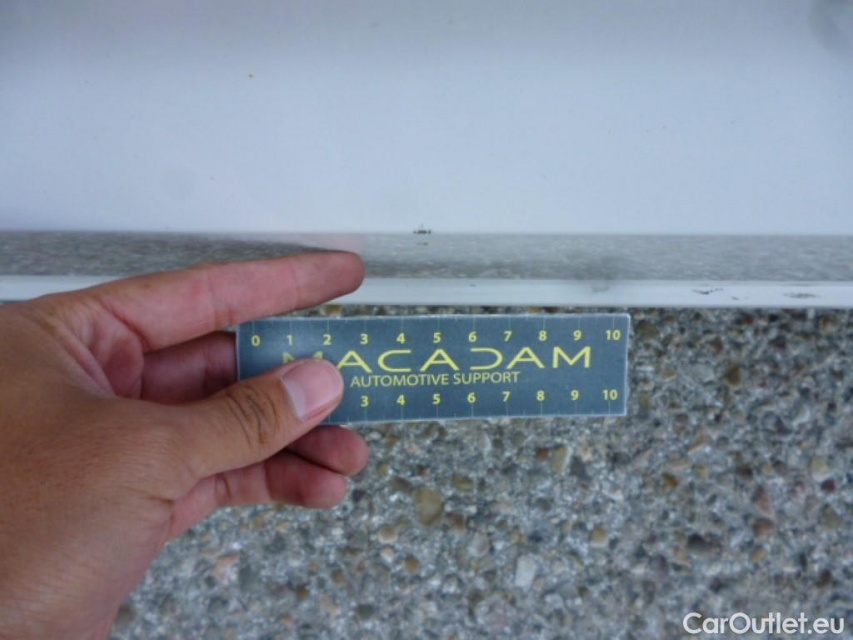 0 1 2 3 4 5 6 7 8 9 10
MACADAM
AUTOMOTIVE SUPPORT
3 4 5 6 7 8 9 10
CarOutlet.eu